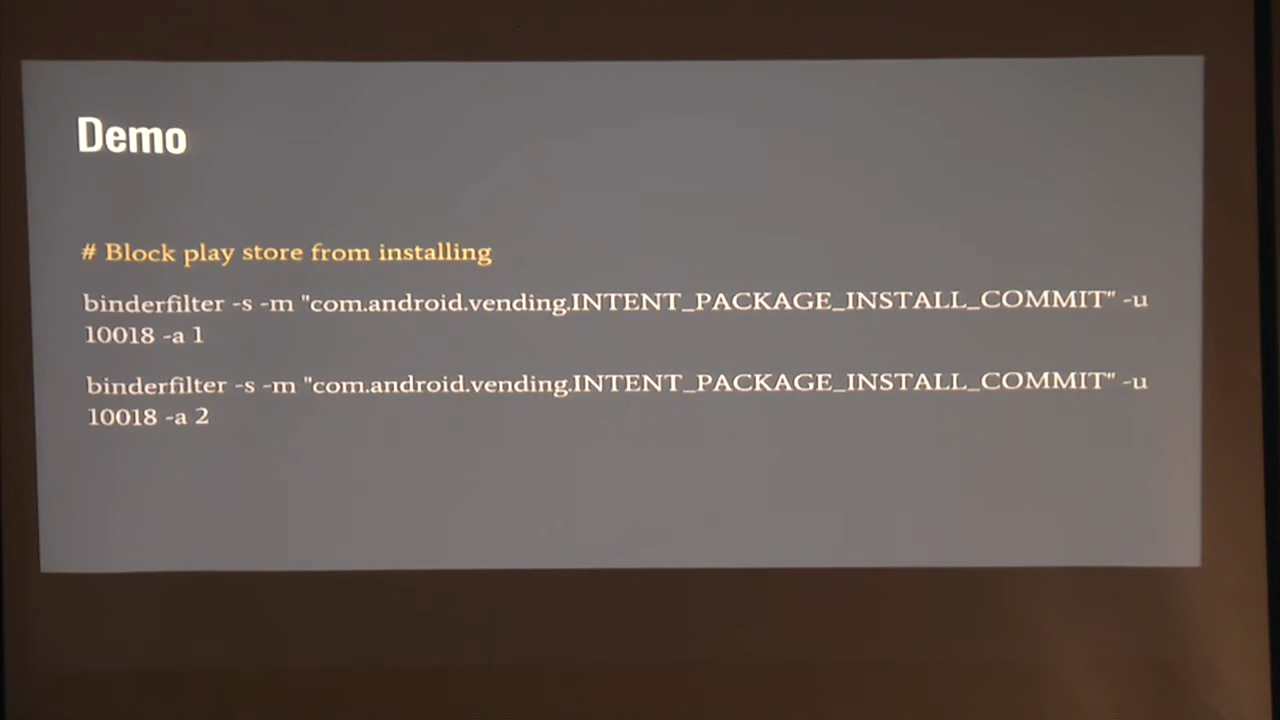 Demo
# Block play store from installing
binderfilter -s -m "com.android.vending.INTENT_PACKAGE_INSTALL_COMMIT" -u
10018 -a 1
binderfilter -s -m "com.android.vending.INTENT_PACKAGE_INSTALL_COMMIT" -u
10018 -a 2